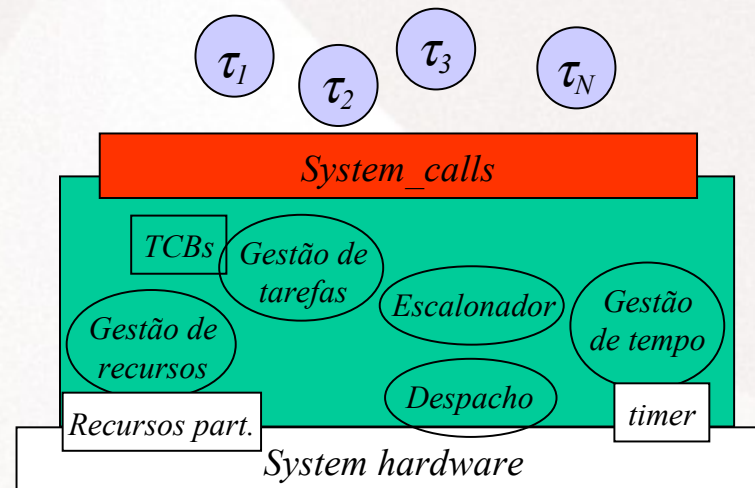 τ1
τ2
τ3
τN
System_calls
TCBs
Gestão de
tarefas
Escalonador
Gestão
de tempo
Gestão de
recursos
Despacho
Recursos part.
timer
System hardware